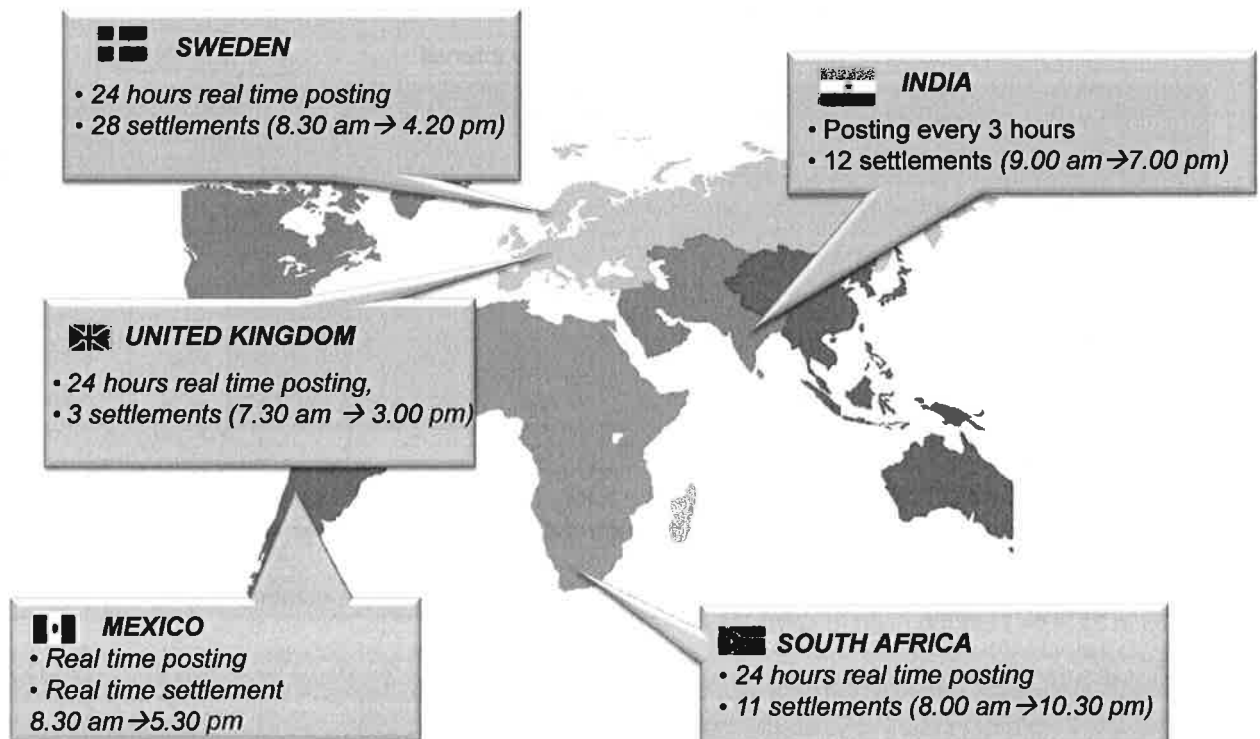 SWEDEN
• 24 hours real time posting
• 28 settlements (8.30 am→ 4.20 pm)
INDIA
• Posting every 3 hours
• 12 settlements (9.00 am→7.00 pm)
UNITED KINGDOM
• 24 hours real time posting,
• 3 settlements (7.30 am → 3.00 pm)
MEXICO
• Real time posting
• Real time settlement
8.30 am→5.30 pm
SOUTH AFRICA
• 24 hours real time posting
• 11 settlements (8.00 am→10.30 pm)